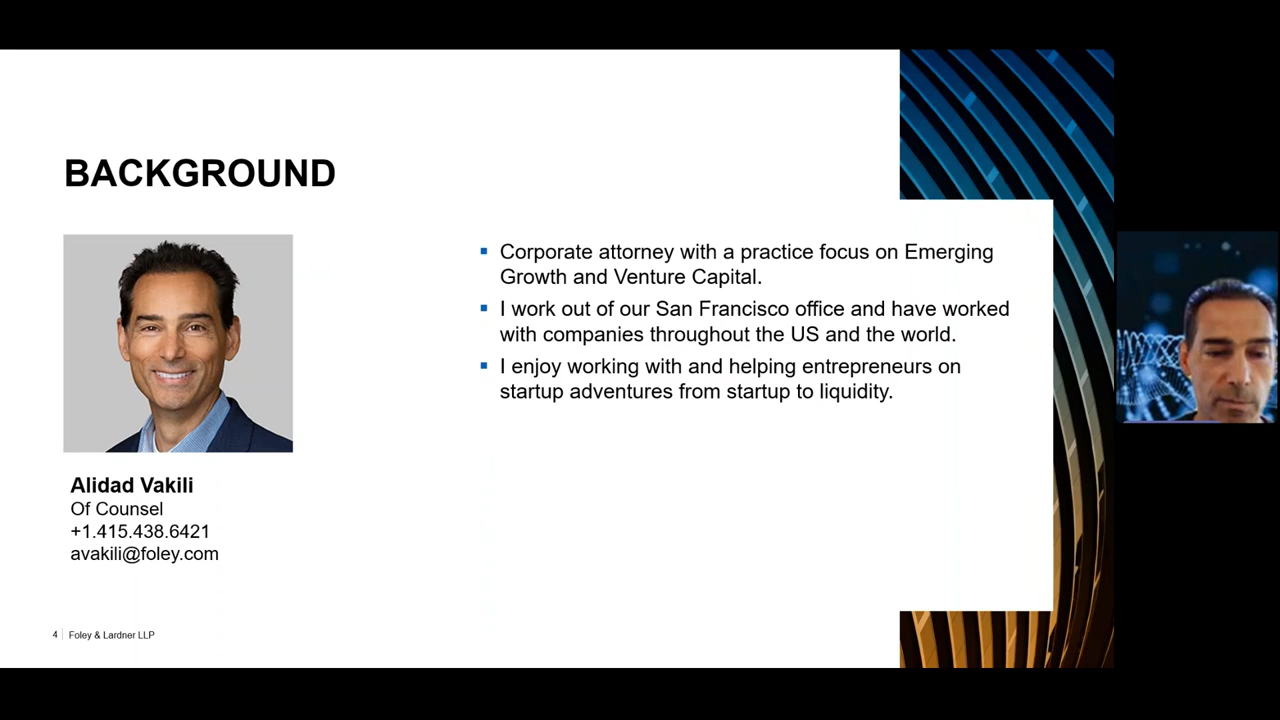 BACKGROUND
▪ Corporate attorney with a practice focus on Emerging
Growth and Venture Capital.
▪ I work out of our San Francisco office and have worked
with companies throughout the US and the world.
▪ I enjoy working with and helping entrepreneurs on
startup adventures from startup to liquidity.
Alidad Vakili
Of Counsel
+1.415.438.6421
avakili@foley.com
4 | Foley & Lardner LLP